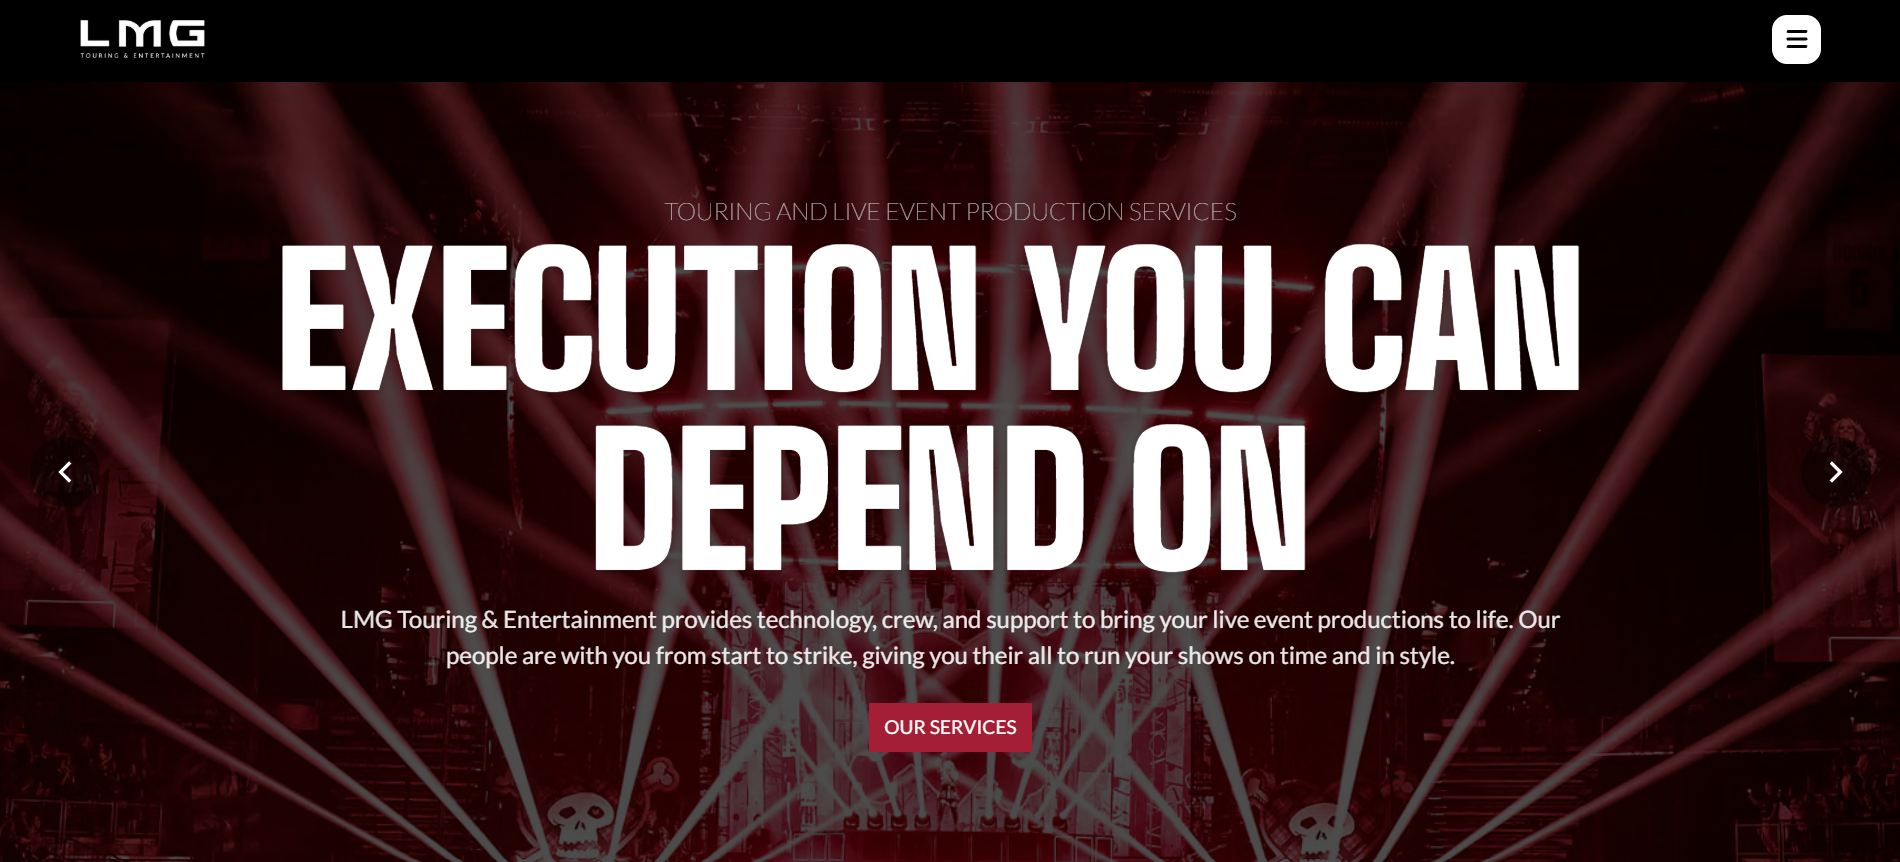 LMG
TOURING & ENTERTAINMENT
TOURING AND LIVE EVENT PRODUCTION SERVICES
EXECUTION YOU CAN
DEPEND ON
LMG Touring & Entertainment provides technology, crew, and support to bring your live event productions to life. Our
people are with you from start to strike, giving you their all to run your shows on time and in style.
OUR SERVICES